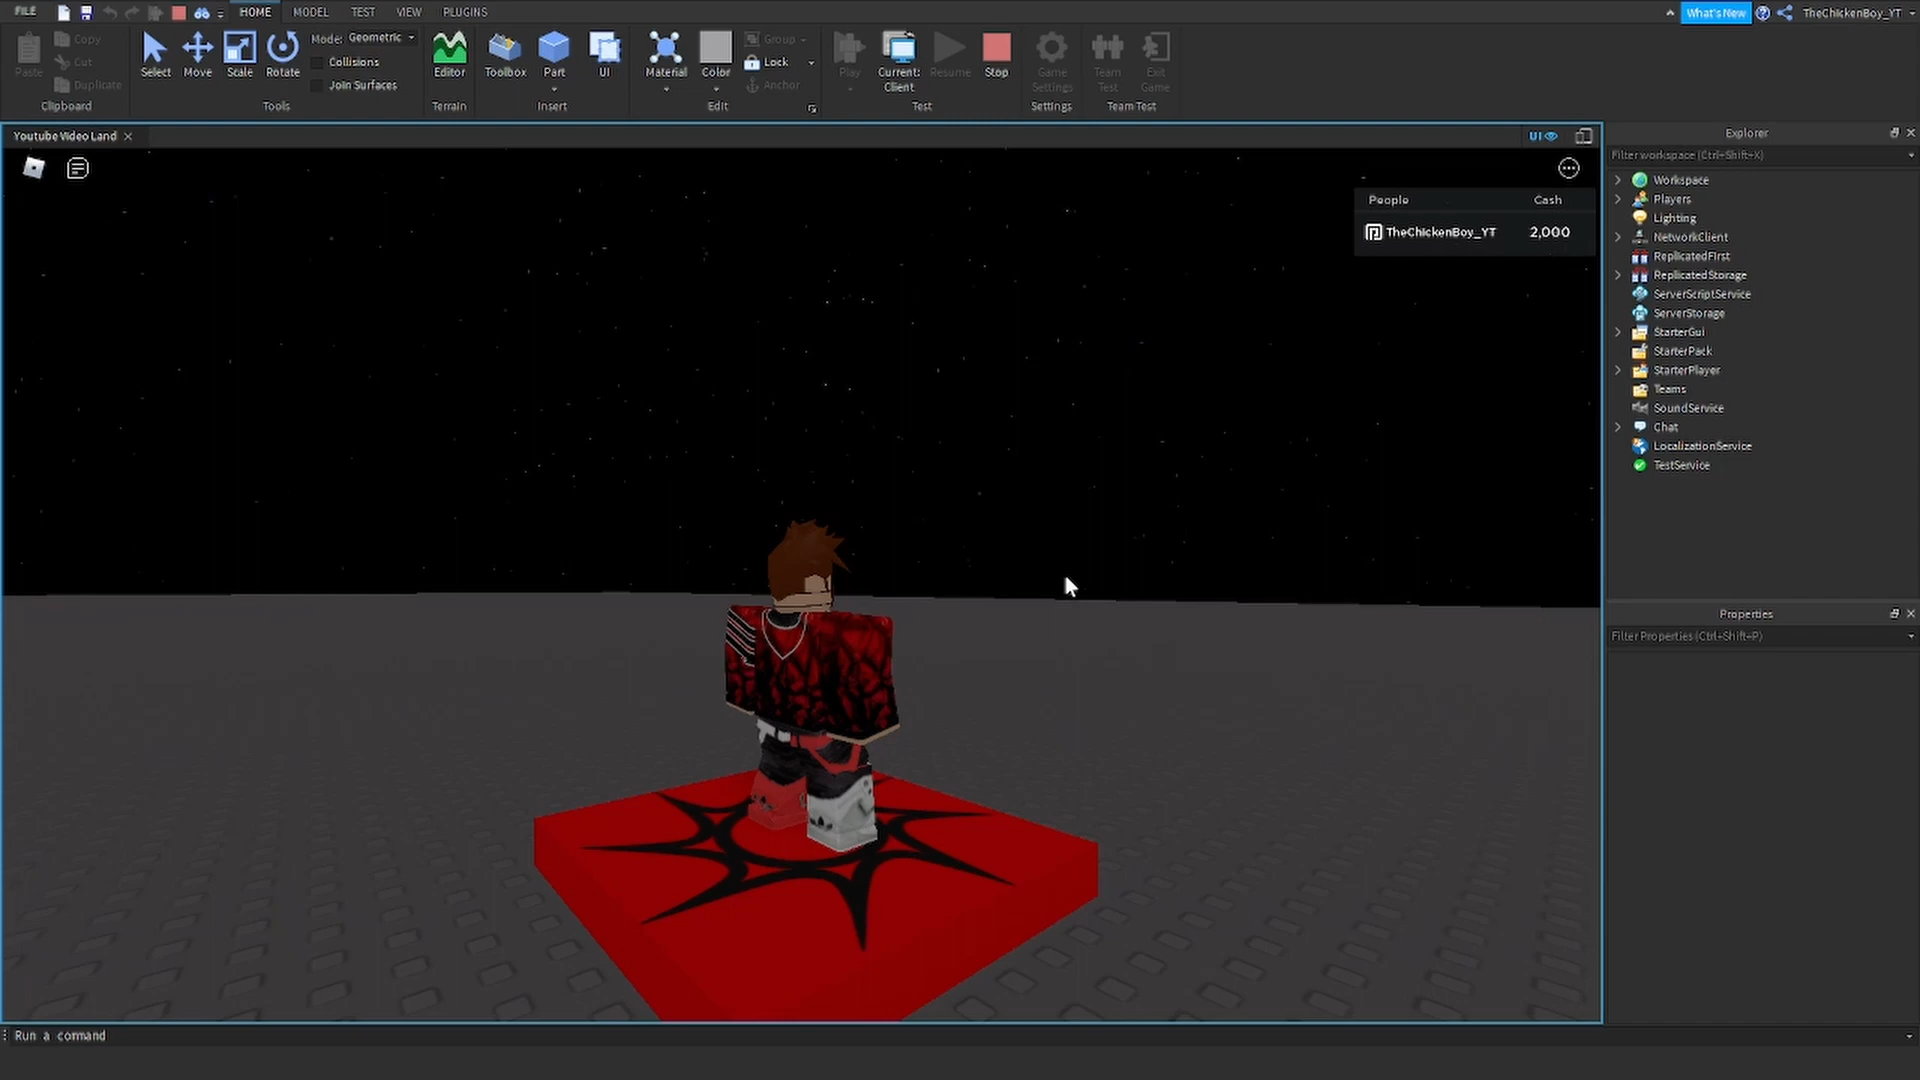 FILE HOME MODEL TEST VIEW PLUGINS What's New TheChickenBoy_YT
Paste Copy Cut Duplicate
Clipboard
Select Move Scale Rotate
Mode: Geometric
Collisions
Join Surfaces
Tools
Editor
Terrain
Toolbox Part UI
Insert
Material Color
Group
Lock
Anchor
Edit
Play Current: Client Resume Stop
Test
Game Settings
Settings
Team Test Exit Game
Team Test
Youtube Video Land
UI
People Cash
TheChickenBoy_YT 2,000
Explorer
Filter workspace (Ctrl+Shift+X)
Workspace
Players
Lighting
NetworkClient
ReplicatedFirst
ReplicatedStorage
ServerScriptService
ServerStorage
StarterGui
StarterPack
StarterPlayer
Teams
SoundService
Chat
LocalizationService
TestService
Properties
Filter Properties (Ctrl+Shift+P)
Run a command